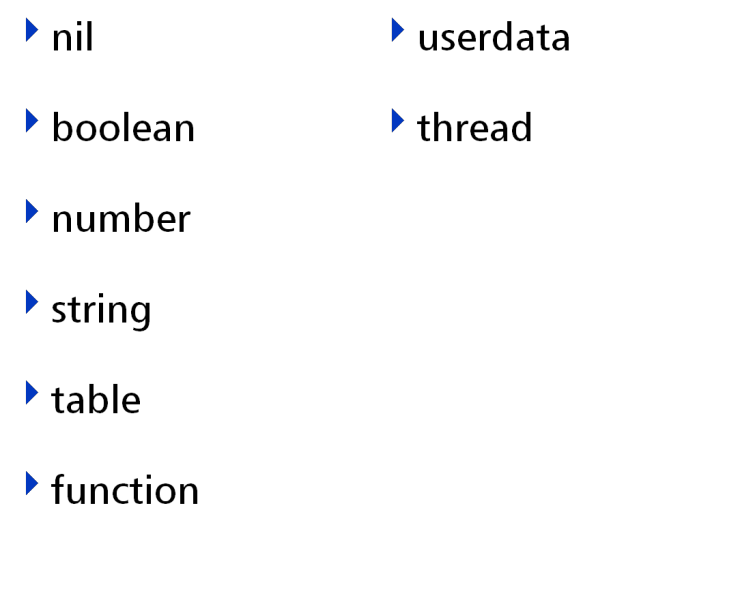 nil
boolean
number
string
table
function
userdata
thread